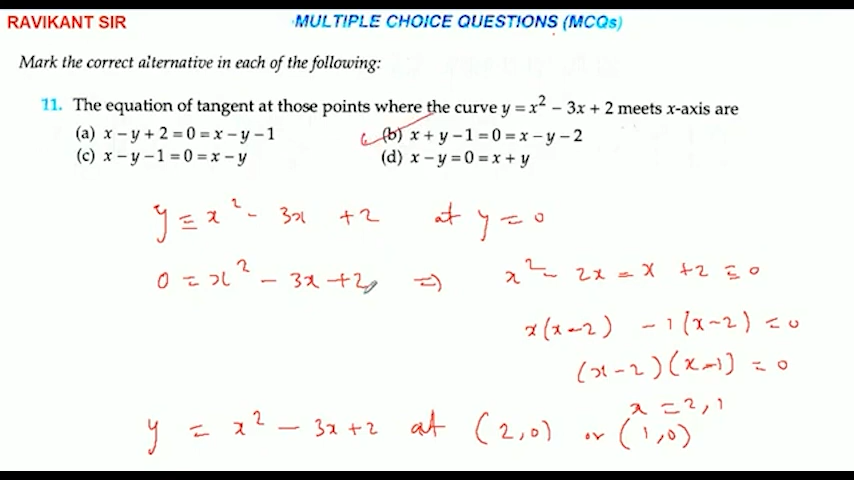 RAVIKANT SIR MULTIPLE CHOICE QUESTIONS (MCQs)
Mark the correct alternative in each of the following:
11. The equation of tangent at those points where the curve y = x² − 3x + 2 meets x-axis are
(a) x − y + 2 = 0 = x − y − 1 (b) x + y − 1 = 0 = x − y − 2
(c) x − y − 1 = 0 = x − y (d) x − y = 0 = x + y
y = x² − 3x + 2 at y = 0
0 = x² − 3x + 2 ⇒ x² − 2x = x + 2 = 0
x(x−2) − 1(x−2) = 0
(x−2)(x−1) = 0
x = 2, 1
y = x² − 3x + 2 at (2,0) or (1,0)